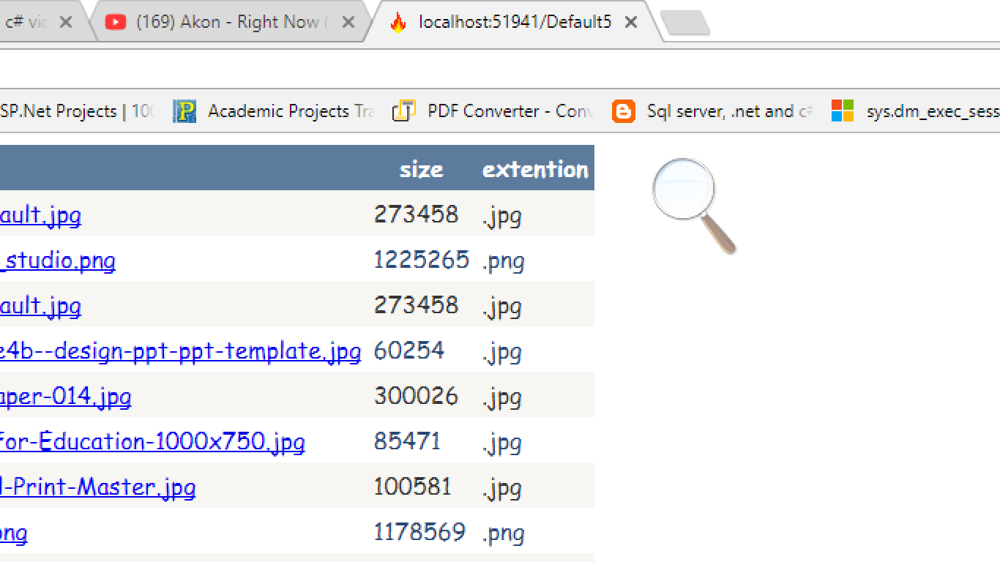 c# vid (169) Akon - Right Now ( localhost:51941/Default5
SP.Net Projects | 100 Academic Projects Tra PDF Converter - Conv Sql server, .net and c# sys.dm_exec_sess
size extention
ault.jpg 273458 .jpg
_studio.png 1225265 .png
ault.jpg 273458 .jpg
e4b--design-ppt-ppt-template.jpg 60254 .jpg
aper-014.jpg 300026 .jpg
for-Education-1000x750.jpg 85471 .jpg
l-Print-Master.jpg 100581 .jpg
ong 1178569 .png